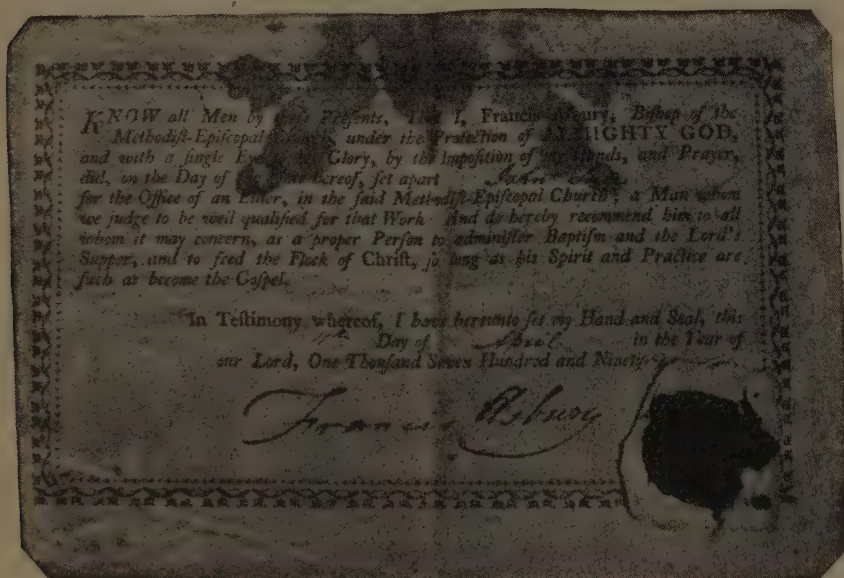 KNOW all Men by these Presents, That I, Francis Asbury, Bishop of the
Methodiſt-Epiſcopal Church, under the Protection of ALMIGHTY GOD,
and with a ſingle Eye to his Glory, by the Impoſition of my Hands, and Prayer,
did, on the Day of the Date hereof, ſet apart
for the Office of an Elder, in the ſaid Methodiſt-Epiſcopal Church, a Man whom
we judge to be well qualified for that Work. And do hereby recommend him to all
whom it may concern, as a proper Perſon to adminiſter Baptiſm and the Lord's
Supper, and to feed the Flock of Chriſt, ſo long as his Spirit and Practice are
ſuch as become the Goſpel.
In Teſtimony whereof, I have hereunto ſet my Hand and Seal, this
Day of April in the Year of
our Lord, One Thouſand Seven Hundred and Ninety
Francis Asbury